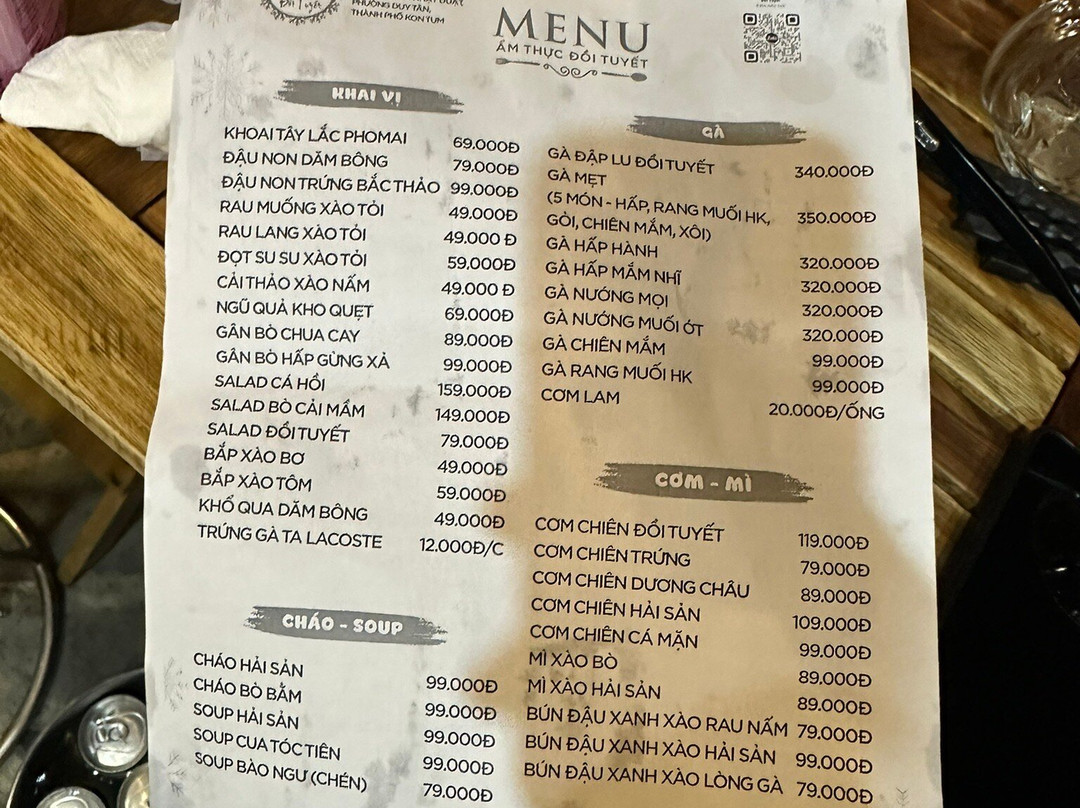 Đồi Tuyết
PHƯỜNG DUY TÂN,
THÀNH PHỐ KON TUM
MENU
ẨM THỰC ĐỒI TUYẾT
KHAI VỊ
KHOAI TÂY LẮC PHOMAI 69.000Đ
ĐẬU NON DĂM BÔNG 79.000Đ
ĐẬU NON TRỨNG BẮC THẢO 99.000Đ
RAU MUỐNG XÀO TỎI 49.000Đ
RAU LANG XÀO TỎI 49.000 Đ
ĐỌT SU SU XÀO TỎI 59.000Đ
CẢI THẢO XÀO NẤM 49.000 Đ
NGŨ QUẢ KHO QUẸT 69.000Đ
GÂN BÒ CHUA CAY 89.000Đ
GÂN BÒ HẤP GỪNG XẢ 99.000Đ
SALAD CÁ HỒI 159.000Đ
SALAD BÒ CẢI MẦM 149.000Đ
SALAD ĐỒI TUYẾT 79.000Đ
BẮP XÀO BƠ 49.000Đ
BẮP XÀO TÔM 59.000Đ
KHỔ QUA DĂM BÔNG 49.000Đ
TRỨNG GÀ TA LACOSTE 12.000Đ/C
CHÁO - SOUP
CHÁO HẢI SẢN 99.000Đ
CHÁO BÒ BẰM 99.000Đ
SOUP HẢI SẢN 99.000Đ
SOUP CUA TÓC TIÊN 99.000Đ
SOUP BÀO NGƯ (CHÉN) 79.000Đ
GÀ
GÀ ĐẬP LU ĐỒI TUYẾT 340.000Đ
GÀ MẸT
(5 MÓN - HẤP, RANG MUỐI HK, 350.000Đ
GỎI, CHIÊN MẮM, XÔI)
GÀ HẤP HÀNH 320.000Đ
GÀ HẤP MẮM NHĨ 320.000Đ
GÀ NƯỚNG MỌI 320.000Đ
GÀ NƯỚNG MUỐI ỚT 320.000Đ
GÀ CHIÊN MẮM 99.000Đ
GÀ RANG MUỐI HK 99.000Đ
CƠM LAM 20.000Đ/ỐNG
CƠM - MÌ
CƠM CHIÊN ĐỒI TUYẾT 119.000Đ
CƠM CHIÊN TRỨNG 79.000Đ
CƠM CHIÊN DƯƠNG CHÂU 89.000Đ
CƠM CHIÊN HẢI SẢN 109.000Đ
CƠM CHIÊN CÁ MẶN 99.000Đ
MÌ XÀO BÒ 89.000Đ
MÌ XÀO HẢI SẢN 89.000Đ
BÚN ĐẬU XANH XÀO RAU NẤM 79.000Đ
BÚN ĐẬU XANH XÀO HẢI SẢN 99.000Đ
BÚN ĐẬU XANH XÀO LÒNG GÀ 79.000Đ